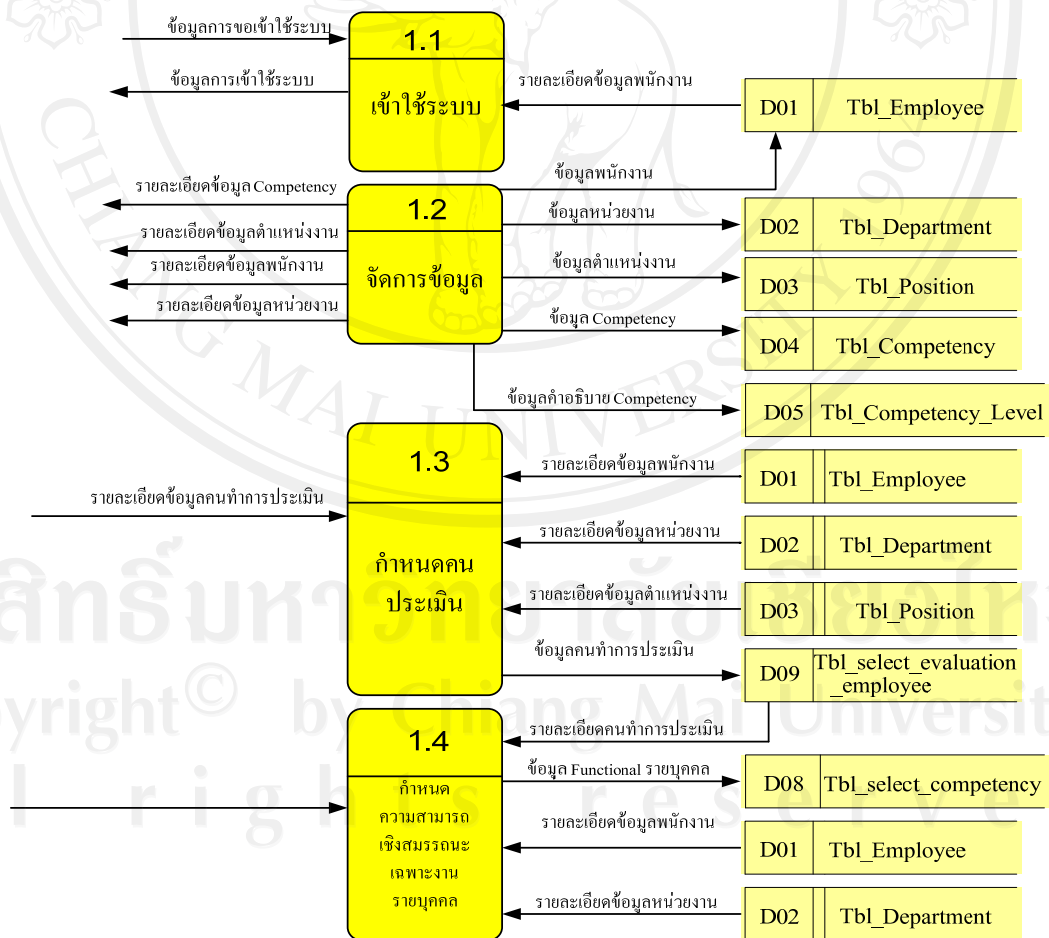 ข้อมูลการขอเข้าใช้ระบบ
ข้อมูลการเข้าใช้ระบบ
1.1
เข้าใช้ระบบ
รายละเอียดข้อมูลพนักงาน
D01 Tbl_Employee
รายละเอียดข้อมูล Competency
รายละเอียดข้อมูลตำแหน่งงาน
รายละเอียดข้อมูลพนักงาน
รายละเอียดข้อมูลหน่วยงาน
1.2
จัดการข้อมูล
ข้อมูลพนักงาน
ข้อมูลหน่วยงาน
D02 Tbl_Department
ข้อมูลตำแหน่งงาน
D03 Tbl_Position
ข้อมูล Competency
D04 Tbl_Competency
ข้อมูลคำอธิบาย Competency
D05 Tbl_Competency_Level
รายละเอียดข้อมูลคนทำการประเมิน
1.3
กำหนดคน
ประเมิน
รายละเอียดข้อมูลพนักงาน
D01 Tbl_Employee
รายละเอียดข้อมูลหน่วยงาน
D02 Tbl_Department
รายละเอียดข้อมูลตำแหน่งงาน
D03 Tbl_Position
ข้อมูลคนทำการประเมิน
D09 Tbl_select_evaluation
_employee
1.4
กำหนด
ความสามารถ
เชิงสมรรถนะ
เฉพาะงาน
รายบุคคล
รายละเอียดคนทำการประเมิน
ข้อมูล Functional รายบุคคล
D08 Tbl_select_competency
รายละเอียดข้อมูลพนักงาน
D01 Tbl_Employee
รายละเอียดข้อมูลหน่วยงาน
D02 Tbl_Department
CHIANG MAI UNIVERSITY 196
by Chiang Mai Universit
rights reserve